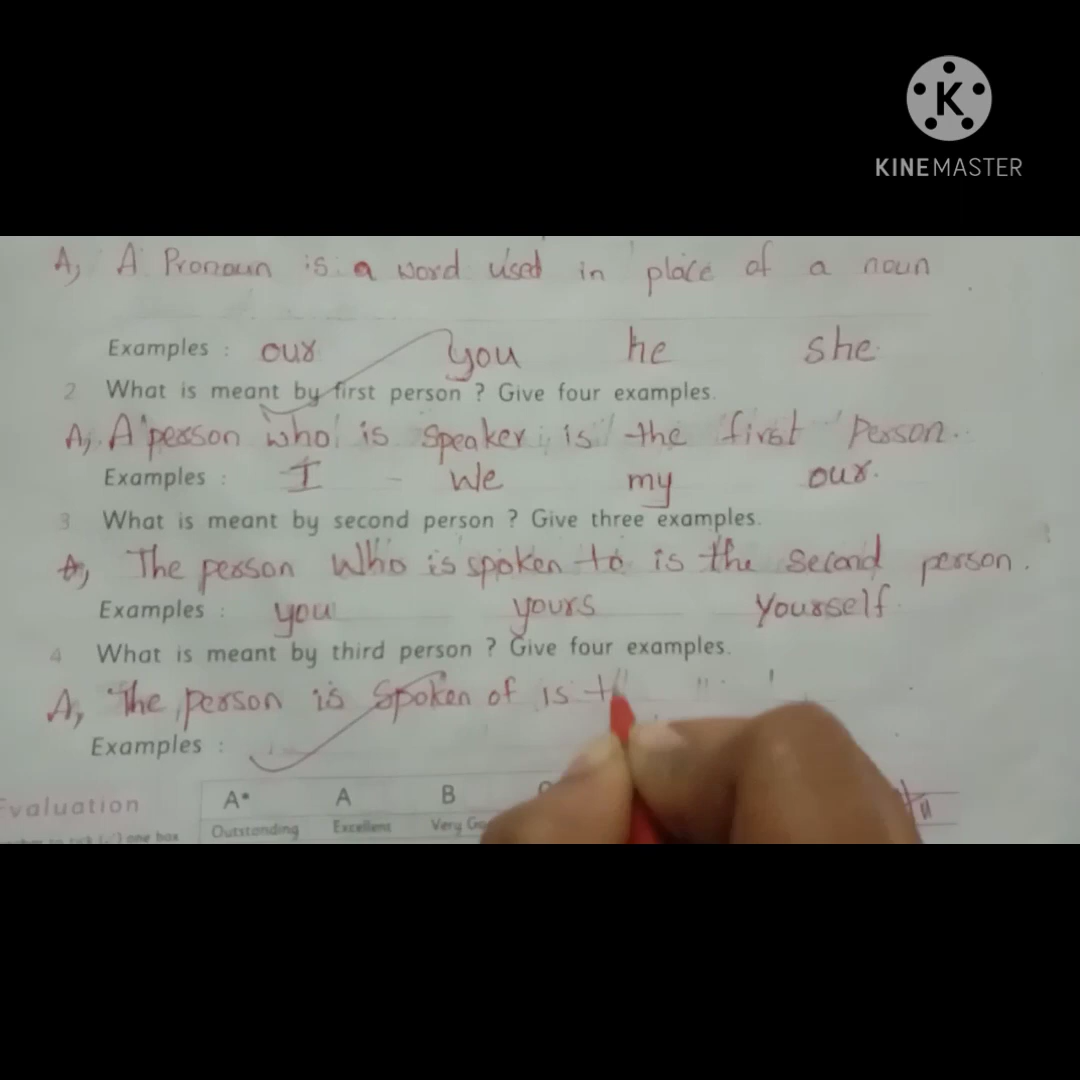 KINEMASTER
A, A Pronoun is a word used in place of a noun
Examples : our you he she
2 What is meant by first person ? Give four examples.
A, A person who is speaker is the first Person.
Examples : I - We my our.
3 What is meant by second person ? Give three examples.
A, The person Who is spoken to is the second person.
Examples : you yours Yourself
4 What is meant by third person ? Give four examples.
A, The person is Spoken of is t
Examples :
Evaluation A* A B
Outstanding Excellent Very
one box